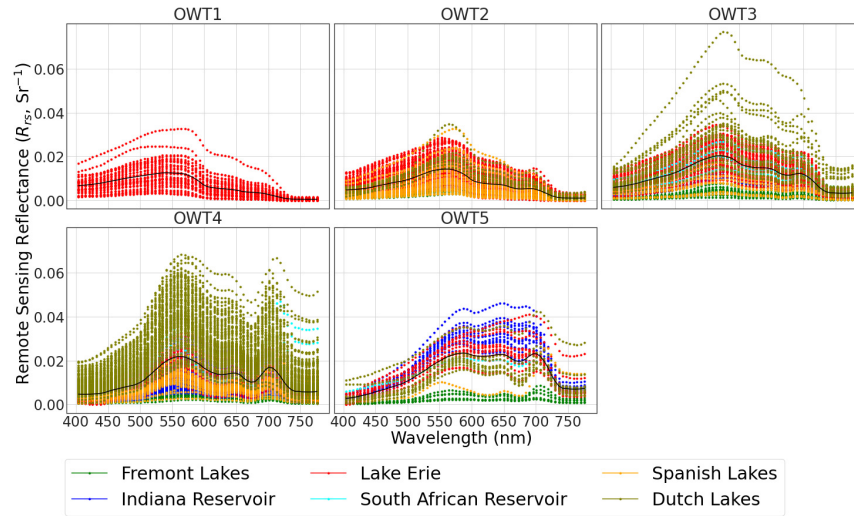 OWT1 OWT2 OWT3
0.06
0.04
0.02
0.00
OWT4 OWT5
0.06
0.04
0.02
0.00
400 450 500 550 600 650 700 750 400 450 500 550 600 650 700 750
Remote Sensing Reflectance (Rrs, Sr⁻¹)
Wavelength (nm)
Fremont Lakes Lake Erie Spanish Lakes
Indiana Reservoir South African Reservoir Dutch Lakes